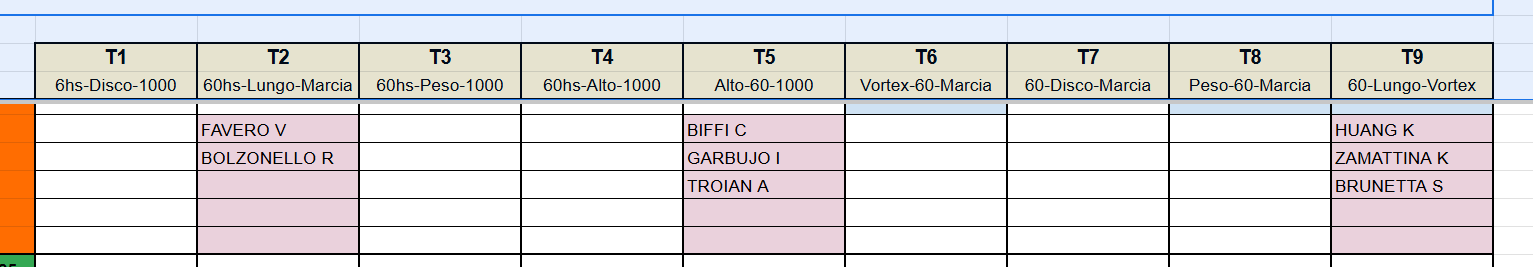 T1 T2 T3 T4 T5 T6 T7 T8 T9
6hs-Disco-1000 60hs-Lungo-Marcia 60hs-Peso-1000 60hs-Alto-1000 Alto-60-1000 Vortex-60-Marcia 60-Disco-Marcia Peso-60-Marcia 60-Lungo-Vortex
FAVERO V BIFFI C HUANG K
BOLZONELLO R GARBUJO I ZAMATTINA K
TROIAN A BRUNETTA S